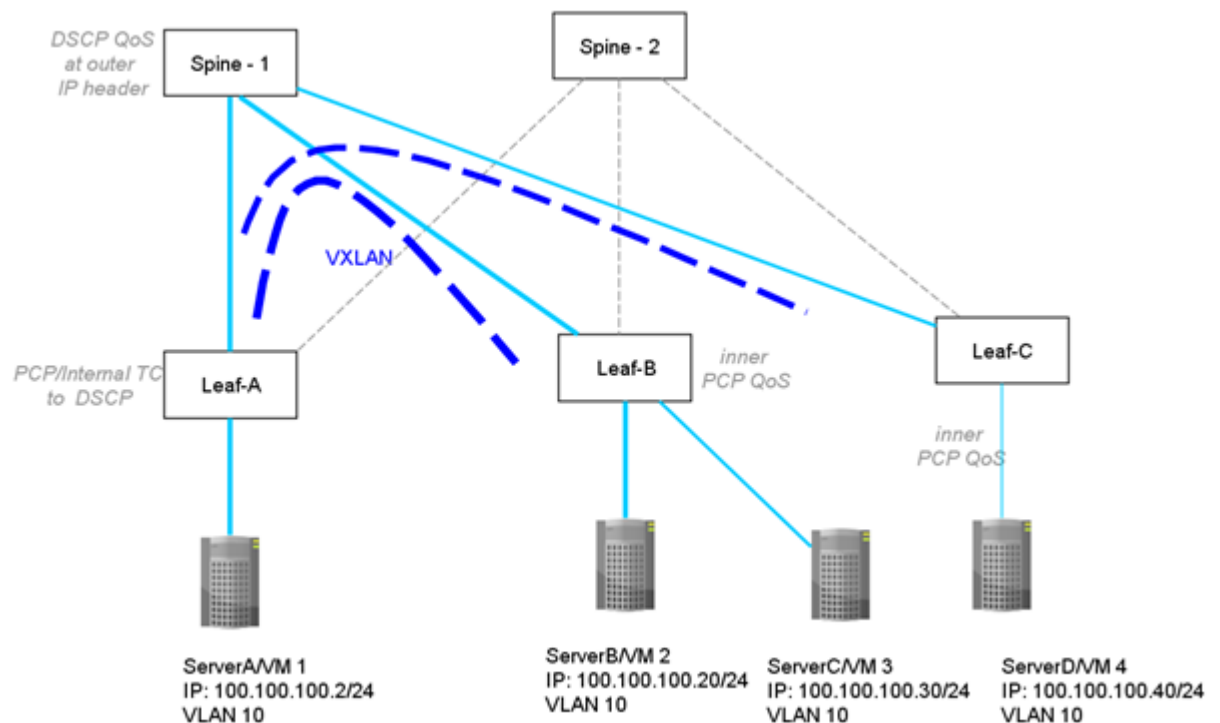 DSCP QoS
at outer
IP header
Spine - 1
Spine - 2
VXLAN
PCP/Internal TC
to DSCP
Leaf-A
Leaf-B
inner
PCP QoS
Leaf-C
inner
PCP QoS
ServerA/VM 1
IP: 100.100.100.2/24
VLAN 10
ServerB/VM 2
IP: 100.100.100.20/24
VLAN 10
ServerC/VM 3
IP: 100.100.100.30/24
VLAN 10
ServerD/VM 4
IP: 100.100.100.40/24
VLAN 10